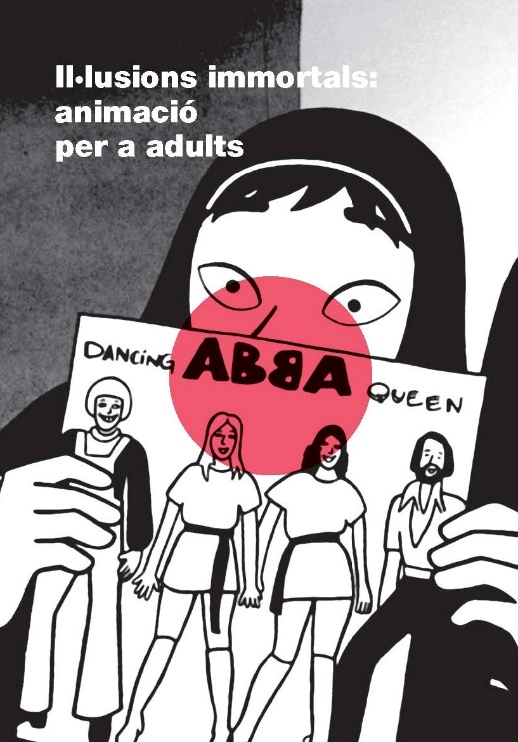 Il·lusions immortals:
animació
per a adults
DANCING ABBA QUEEN